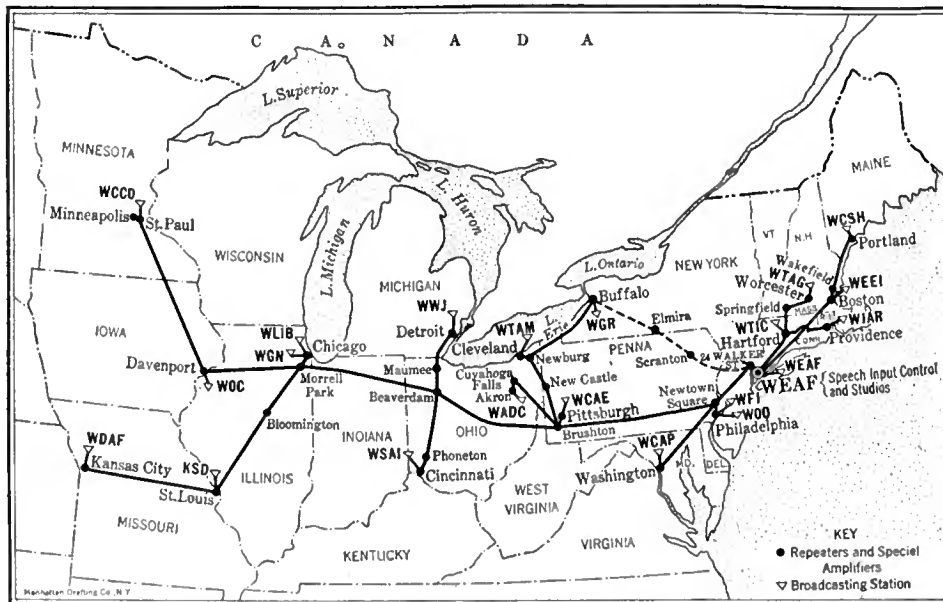 C A N A D A
L. Superior
MINNESOTA
MAINE
WCCO
L. Huron
Minneapolis
St. Paul
VT
N.H
WCSH
Portland
L. Michigan
WISCONSIN
L. Ontario
NEW YORK
Wakefield
WTAG
Worcester
WEEI
Boston
MICHIGAN
WWJ
Buffalo
Springfield
MASS.
IOWA
WLIB
Detroit
WTAM
L. Erie
WGR
Elmira
WTIC
Hartford
CONN.
R.I.
WJAR
Providence
WGN
Chicago
Cleveland
Newburg
PENNA
Scranton
24 WALKER ST.
WEAF
Davenport
Morrell Park
Maumee
Cuyahoga Falls
New Castle
WEAF { Speech Input Control and Studios
WOC
Beaverdam
Akron
WCAE
Newtown Square
WFI
WADC
Pittsburgh
WOO
Bloomington
INDIANA
OHIO
Brushton
Philadelphia
WDAF
WSAI
Phoneton
WCAP
Kansas City
KSD
ILLINOIS
Cincinnati
Washington
MD.
DEL.
St. Louis
WEST VIRGINIA
MISSOURI
KENTUCKY
VIRGINIA
KEY
Repeaters and Special Amplifiers
Broadcasting Station
Manhattan Drafting Co., N.Y.